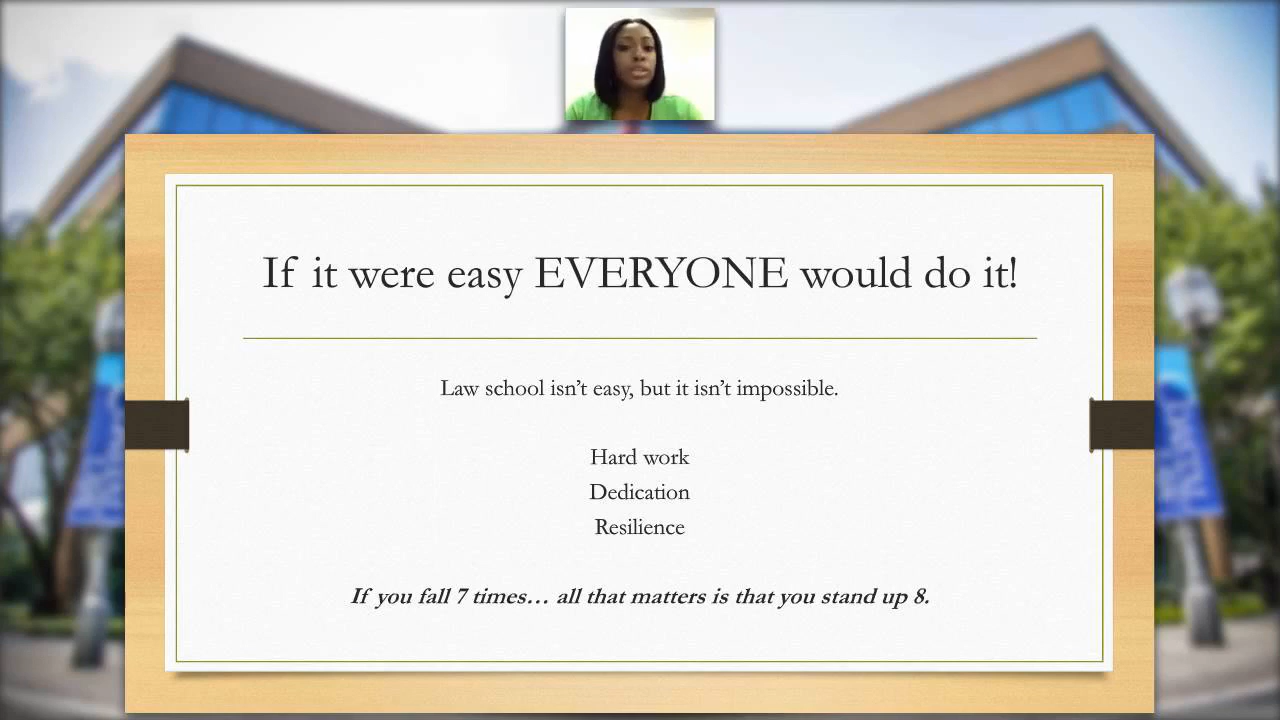 If it were easy EVERYONE would do it!
Law school isn’t easy, but it isn’t impossible.
Hard work
Dedication
Resilience
If you fall 7 times… all that matters is that you stand up 8.